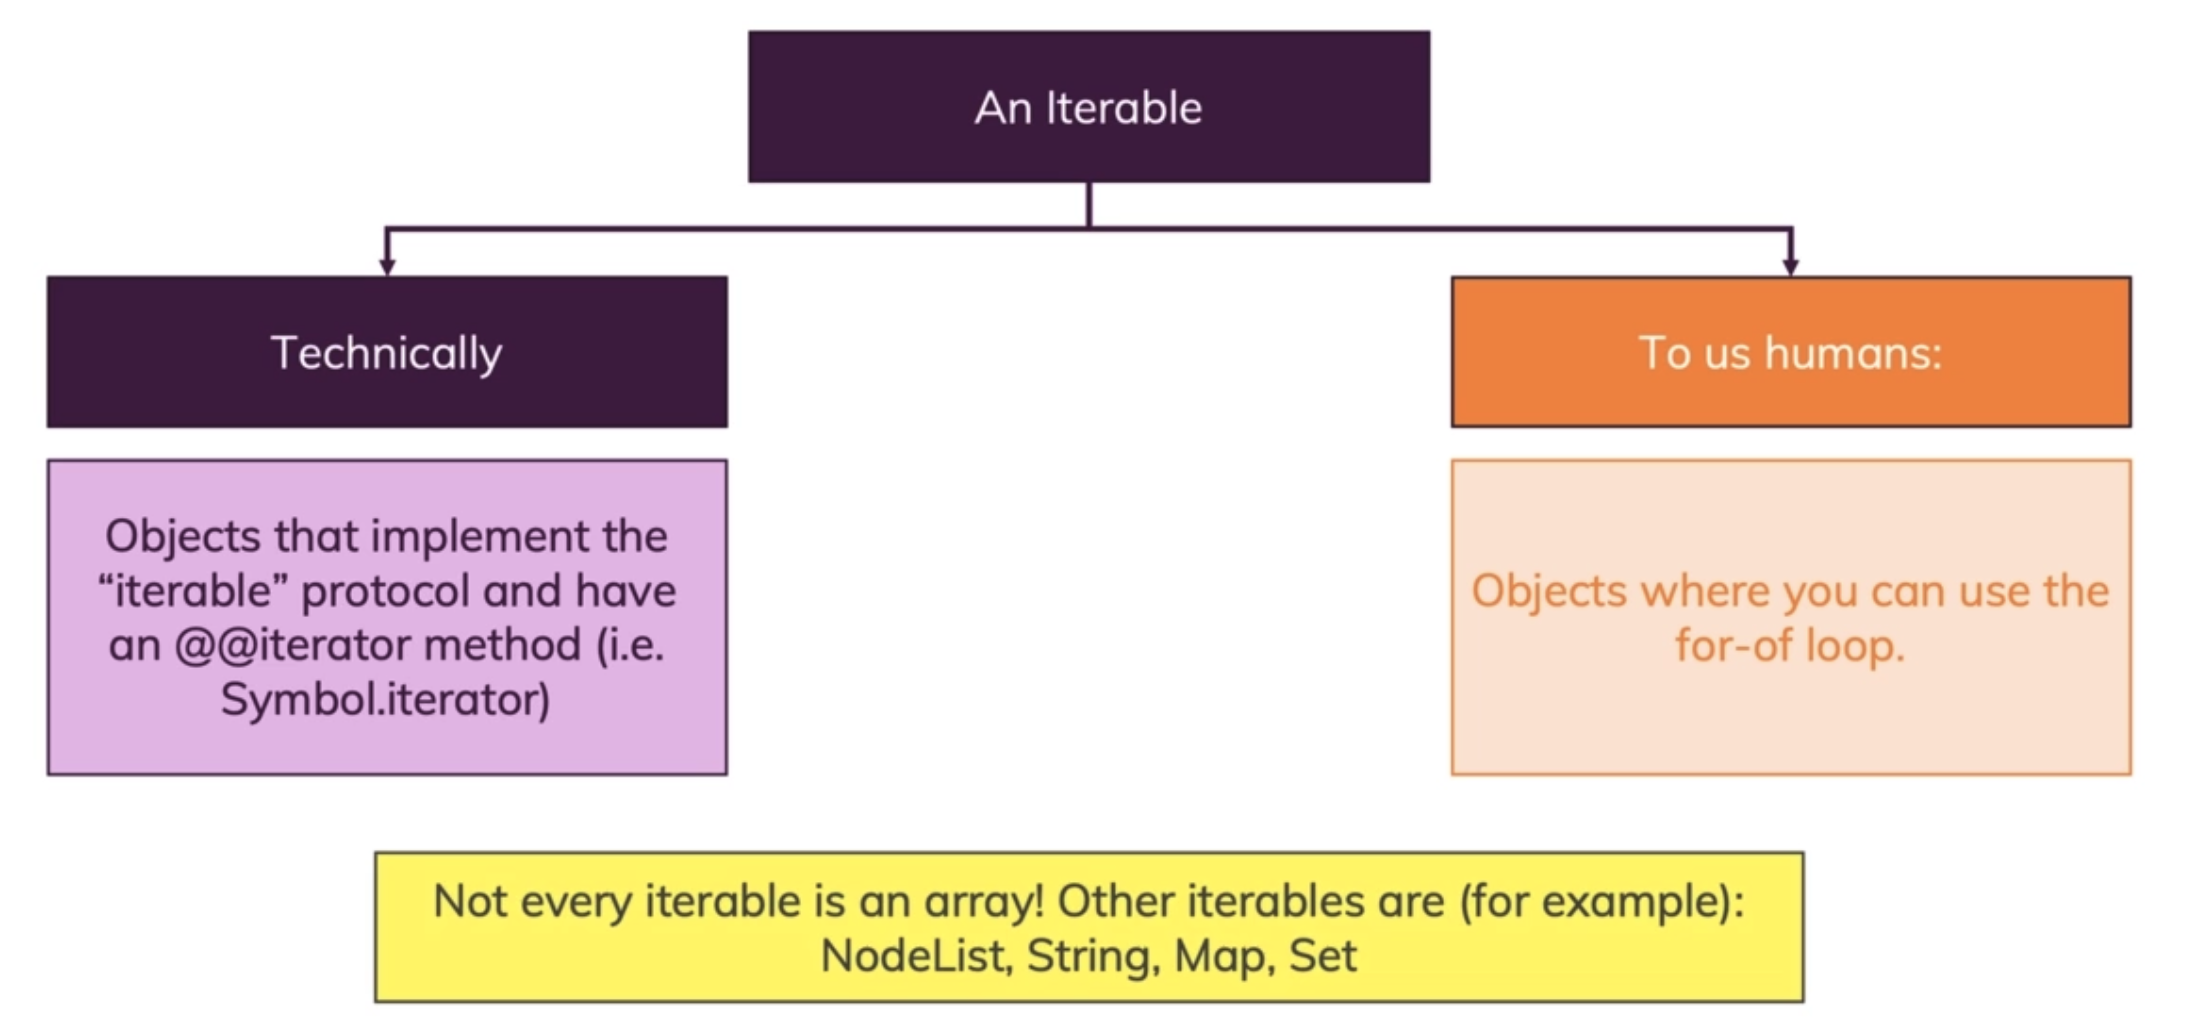 An Iterable
Technically
To us humans:
Objects that implement the
“iterable” protocol and have
an @@iterator method (i.e.
Symbol.iterator)
Objects where you can use the
for-of loop.
Not every iterable is an array! Other iterables are (for example):
NodeList, String, Map, Set